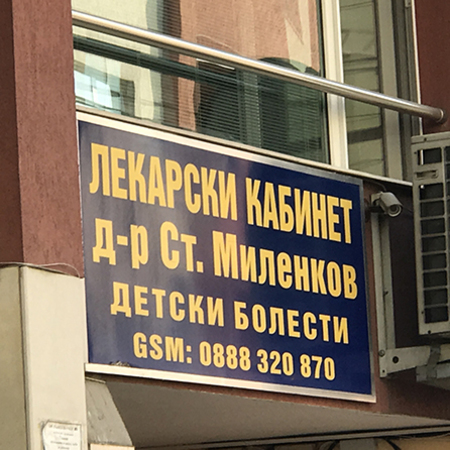 ЛЕКАРСКИ КАБИНЕТ
д-р Ст. Миленков
ДЕТСКИ БОЛЕСТИ
GSM: 0888 320 870